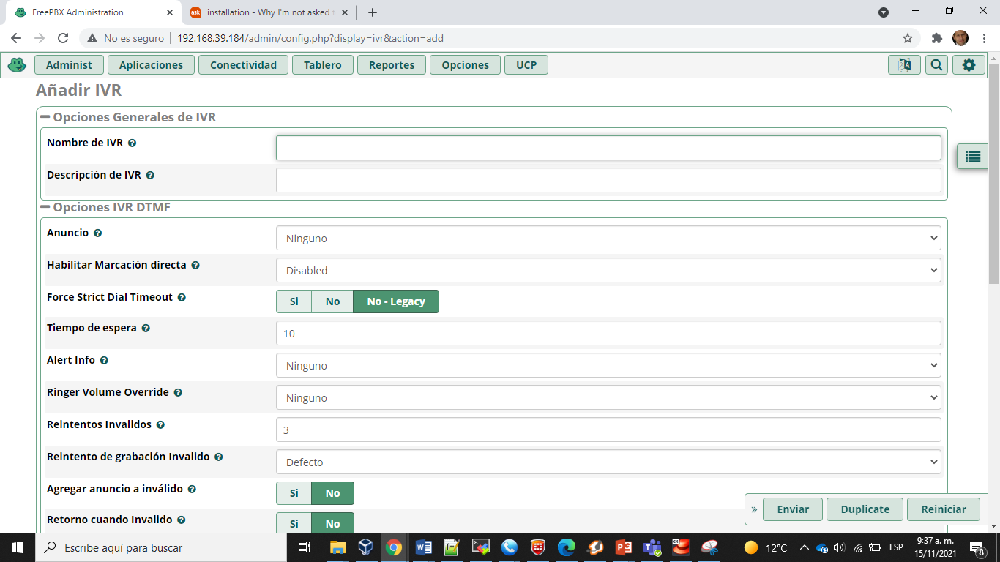 FreePBX Administration
installation - Why I'm not asked t
No es seguro
192.168.39.184/admin/config.php?display=ivr&action=add
Administ
Aplicaciones
Conectividad
Tablero
Reportes
Opciones
UCP
Añadir IVR
Opciones Generales de IVR
Nombre de IVR
Descripción de IVR
Opciones IVR DTMF
Anuncio
Ninguno
Habilitar Marcación directa
Disabled
Force Strict Dial Timeout
Si No No - Legacy
Tiempo de espera
10
Alert Info
Ninguno
Ringer Volume Override
Ninguno
Reintentos Invalidos
3
Reintento de grabación Invalido
Defecto
Agregar anuncio a inválido
Si No
Retorno cuando Invalido
Si No
» Enviar Duplicate Reiniciar
Escribe aquí para buscar
12°C
ESP
9:37 a. m.
15/11/2021
8